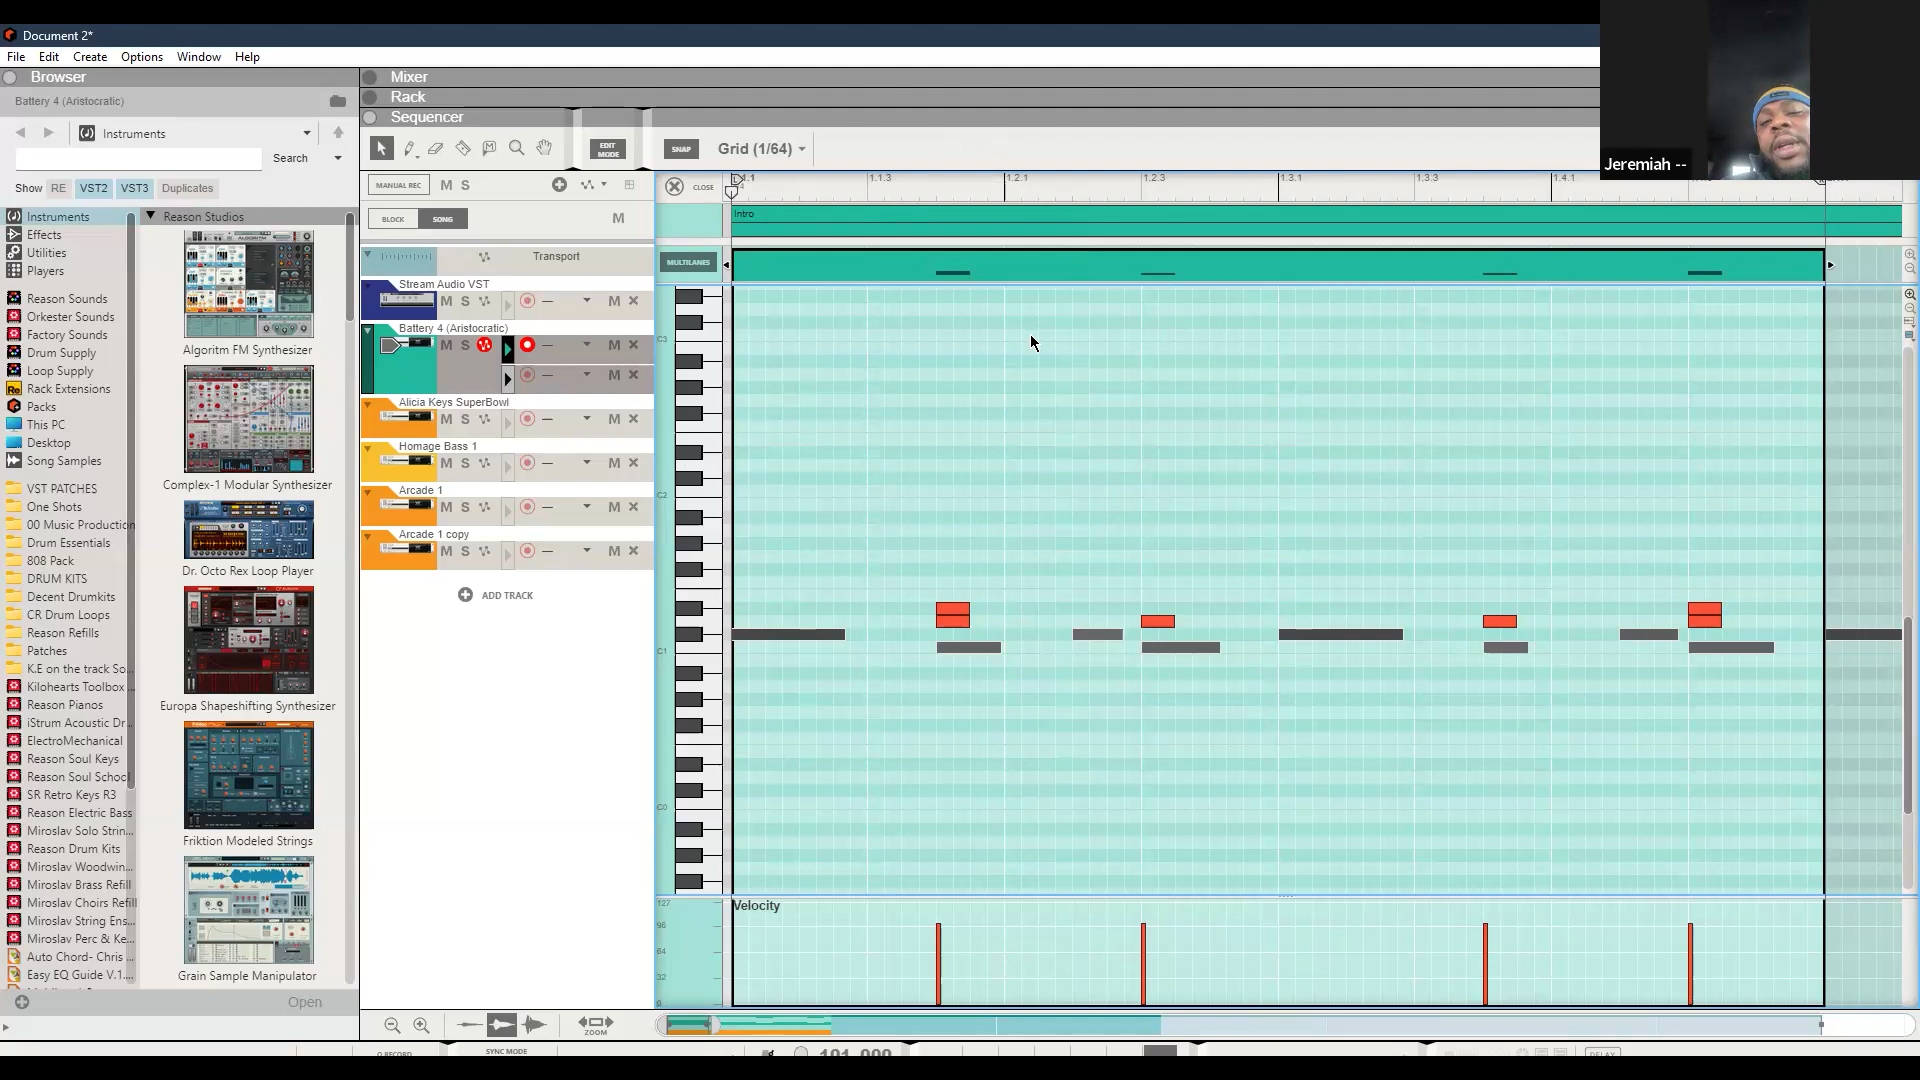 Document 2*
File Edit Create Options Window Help
Browser
Battery 4 (Aristocratic)
Instruments
Search
Show RE VST2 VST3 Duplicates
Instruments
Effects
Utilities
Players
Reason Sounds
Orkester Sounds
Factory Sounds
Drum Supply
Loop Supply
Rack Extensions
Packs
This PC
Desktop
Song Samples
VST PATCHES
One Shots
00 Music Production
Drum Essentials
808 Pack
DRUM KITS
Decent Drumkits
CR Drum Loops
Reason Refills
Patches
K.E on the track So...
Kilohearts Toolbox ...
Reason Pianos
iStrum Acoustic Dr...
ElectroMechanical
Reason Soul Keys
Reason Soul School
SR Retro Keys R3
Reason Electric Bass
Miroslav Solo Strin...
Reason Drum Kits
Miroslav Woodwin...
Miroslav Brass Refill
Miroslav Choirs Refill
Miroslav String Ens...
Miroslav Perc & Ke...
Auto Chord- Chris ...
Easy EQ Guide V.1....
Reason Studios
Algoritm FM Synthesizer
Complex-1 Modular Synthesizer
Dr. Octo Rex Loop Player
Europa Shapeshifting Synthesizer
Friktion Modeled Strings
Grain Sample Manipulator
Open
Mixer
Rack
Sequencer
EDIT MODE
SNAP
Grid (1/64)
MANUAL REC M S
BLOCK SONG M
Transport
Stream Audio VST
M S M
Battery 4 (Aristocratic)
M S M
M
Alicia Keys SuperBowl
M S M
Homage Bass 1
M S M
Arcade 1
M S M
Arcade 1 copy
M S M
ADD TRACK
ZOOM
CLOSE
1.1.3 1.2.1 1.2.3 1.3.1 1.3.3 1.4.1
Intro
MULTILANES
C3
C2
C1
C0
Velocity
127
96
64
32
0
SYNC MODE
101.000
DELAY
Jeremiah --